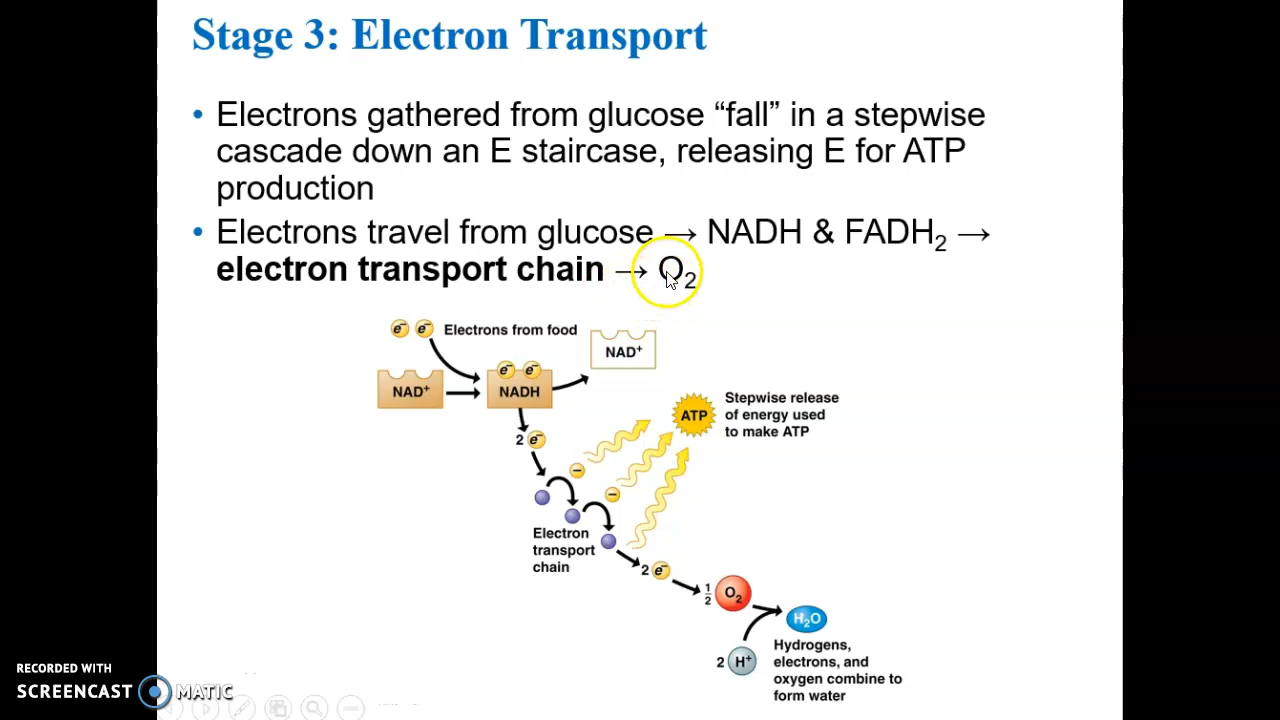 Stage 3: Electron Transport
• Electrons gathered from glucose “fall” in a stepwise
cascade down an E staircase, releasing E for ATP
production
• Electrons travel from glucose → NADH & FADH₂ →
electron transport chain → O₂
e⁻ e⁻ Electrons from food
NAD⁺
NAD⁺
e⁻ e⁻
NADH
ATP
Stepwise release
of energy used
to make ATP
2 e⁻
−
−
Electron
transport
chain
2 e⁻
½ O₂
H₂O
2 H⁺
Hydrogens,
electrons, and
oxygen combine to
form water
RECORDED WITH
SCREENCAST MATIC